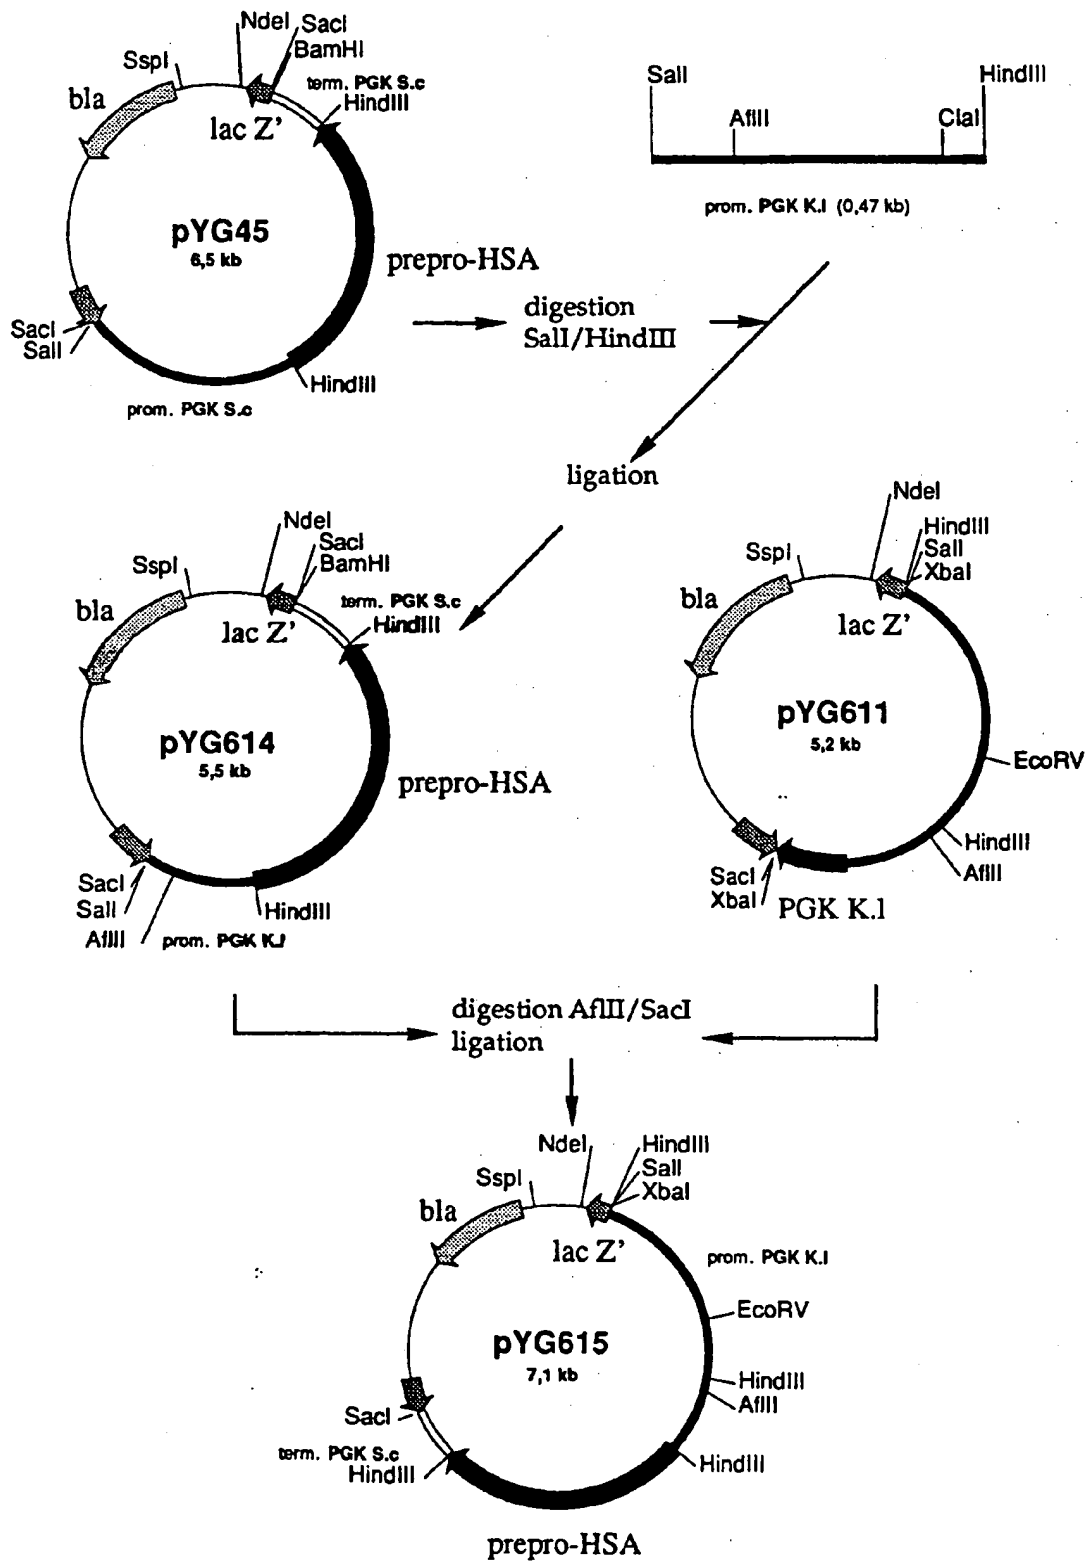 NdeI
SacI
BamHI
SspI
term. PGK S.c
HindIII
bla
lac Z'
pYG45
6,5 kb
prepro-HSA
SacI
SalI
HindIII
prom. PGK S.c
SalI
HindIII
AflII
ClaI
prom. PGK K.l (0,47 kb)
digestion
SalI/HindIII
ligation
NdeI
SacI
BamHI
SspI
term. PGK S.c
HindIII
bla
lac Z'
pYG614
5,5 kb
prepro-HSA
SacI
SalI
AflII
HindIII
prom. PGK K.l
NdeI
HindIII
SalI
XbaI
SspI
bla
lac Z'
pYG611
5,2 kb
EcoRV
HindIII
AflII
SacI
XbaI
PGK K.l
digestion AflII/SacI
ligation
NdeI
HindIII
SalI
XbaI
SspI
bla
lac Z'
prom. PGK K.l
EcoRV
pYG615
7,1 kb
HindIII
AflII
SacI
term. PGK S.c
HindIII
HindIII
prepro-HSA